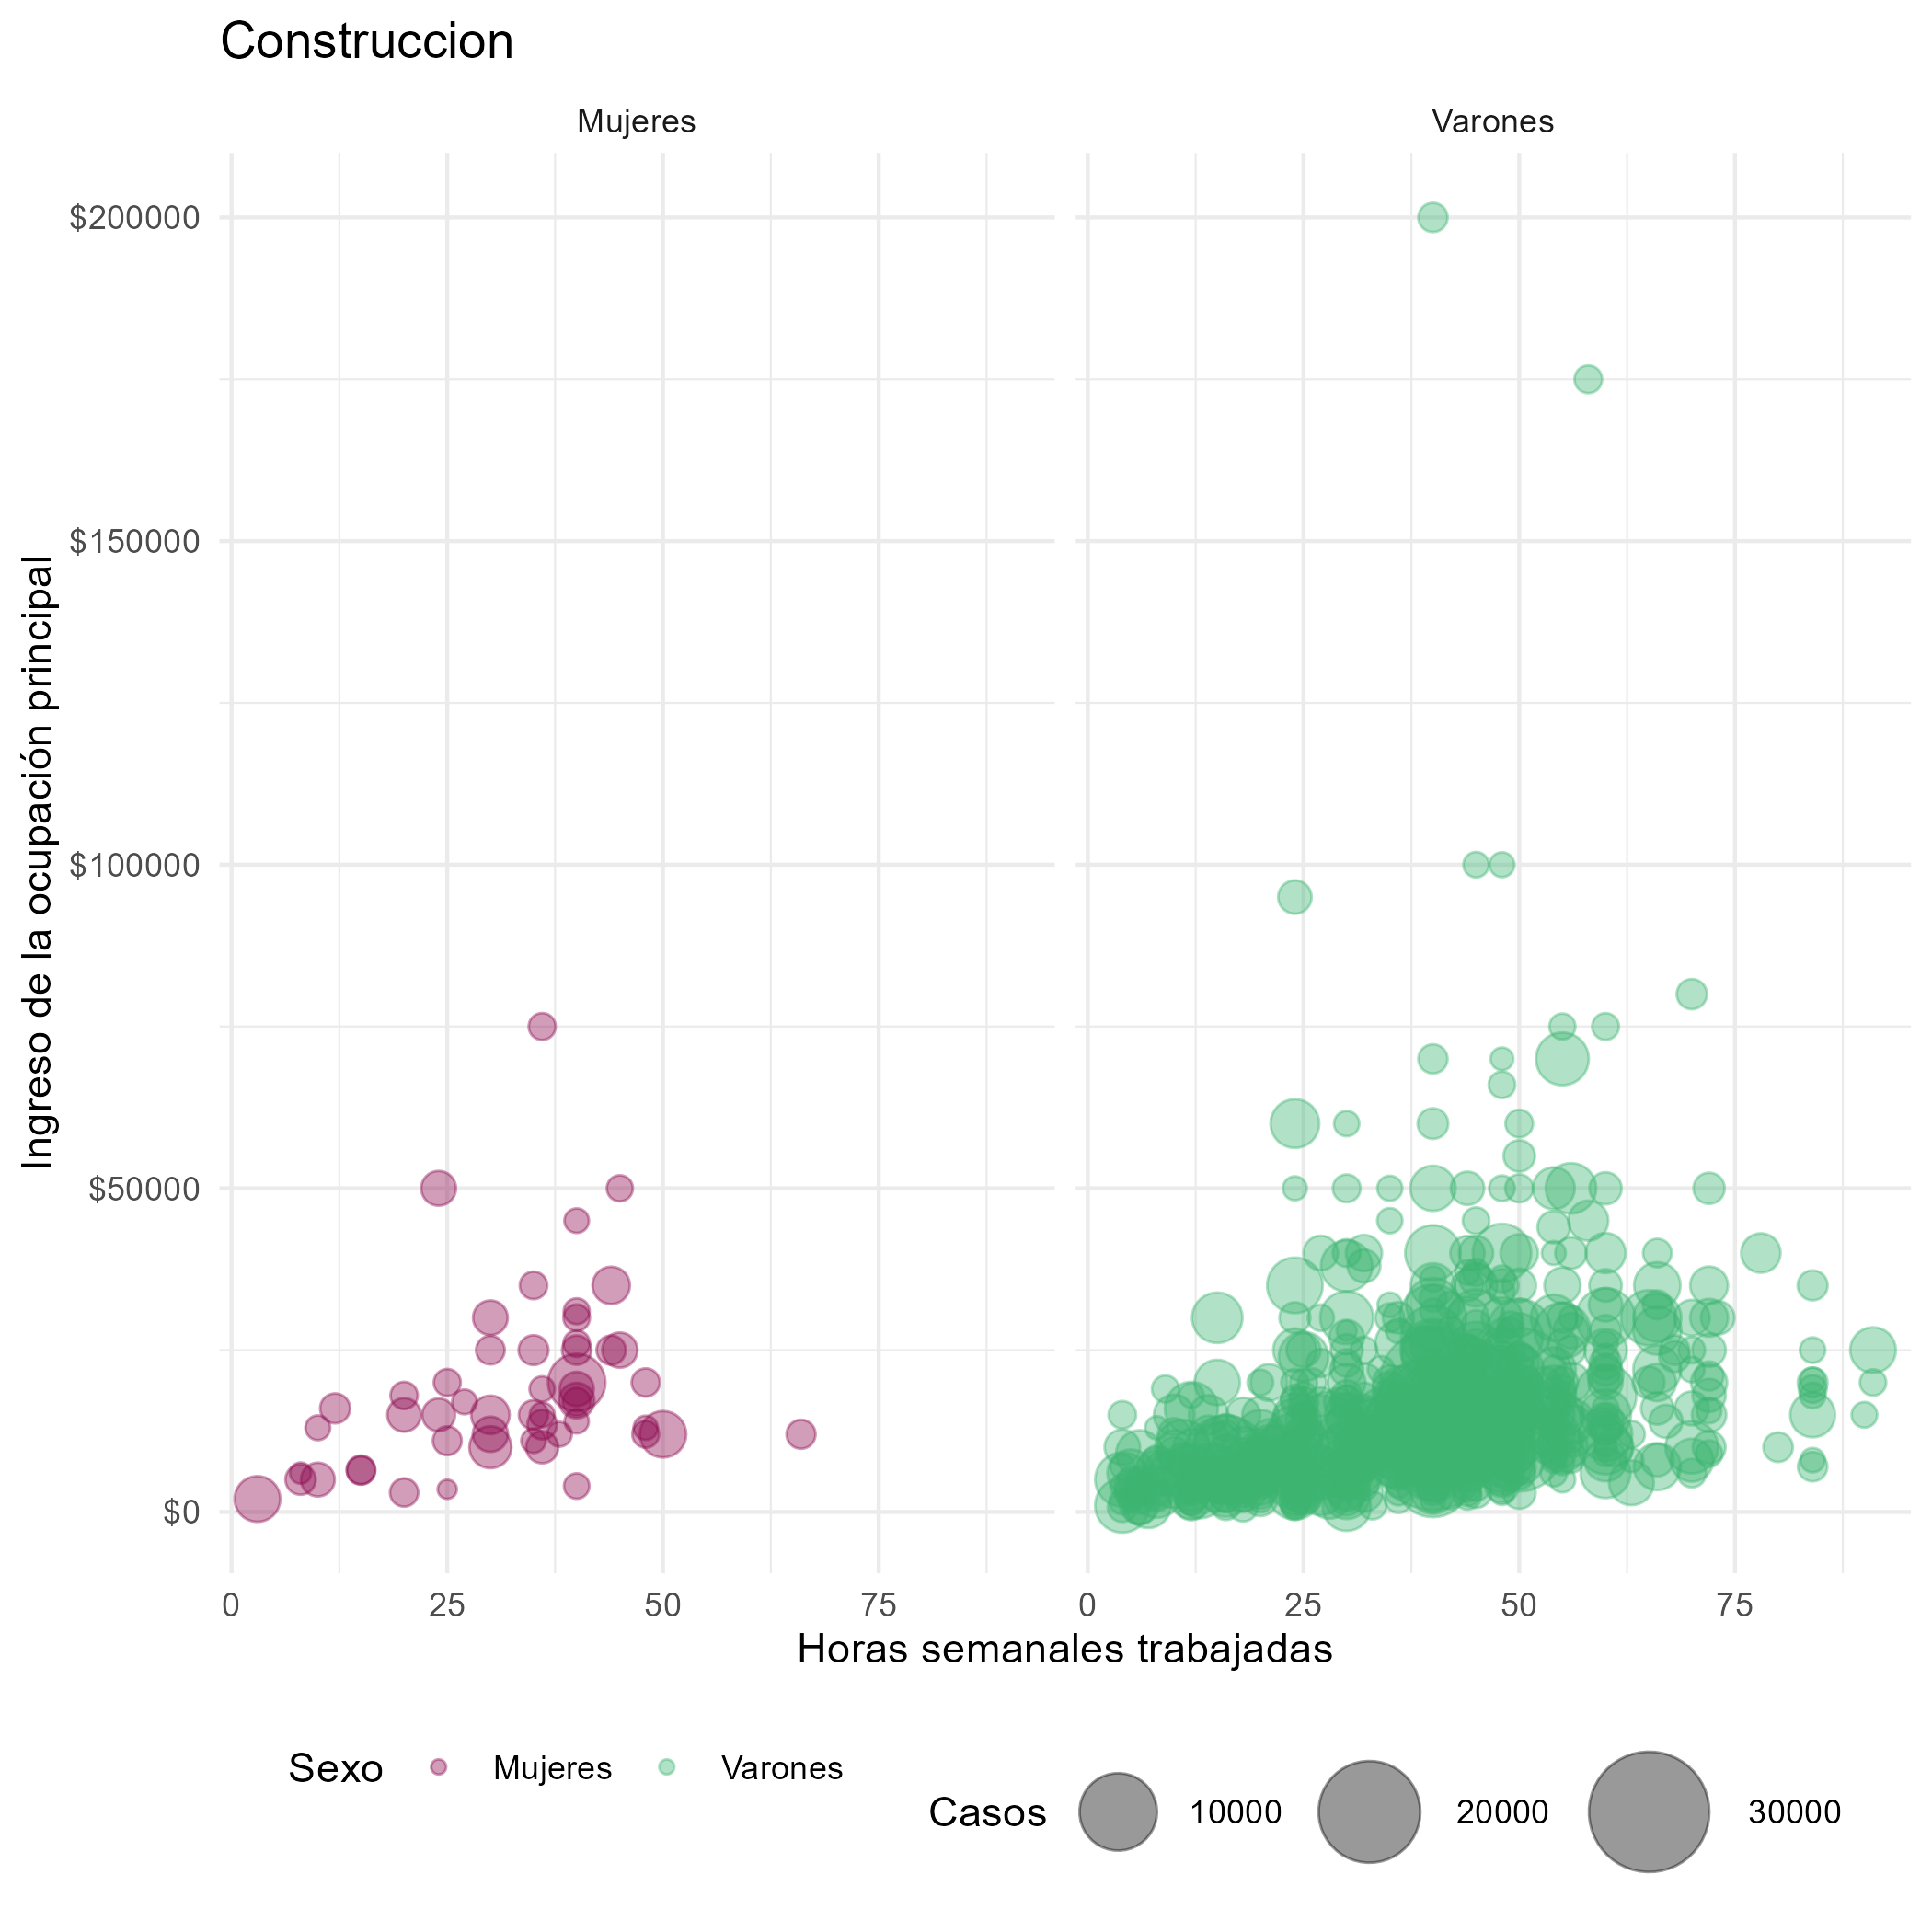 Construccion
Mujeres Varones
Ingreso de la ocupación principal
$200000
$150000
$100000
$50000
$0
0 25 50 75 0 25 50 75
Horas semanales trabajadas
Sexo Mujeres Varones
Casos 10000 20000 30000